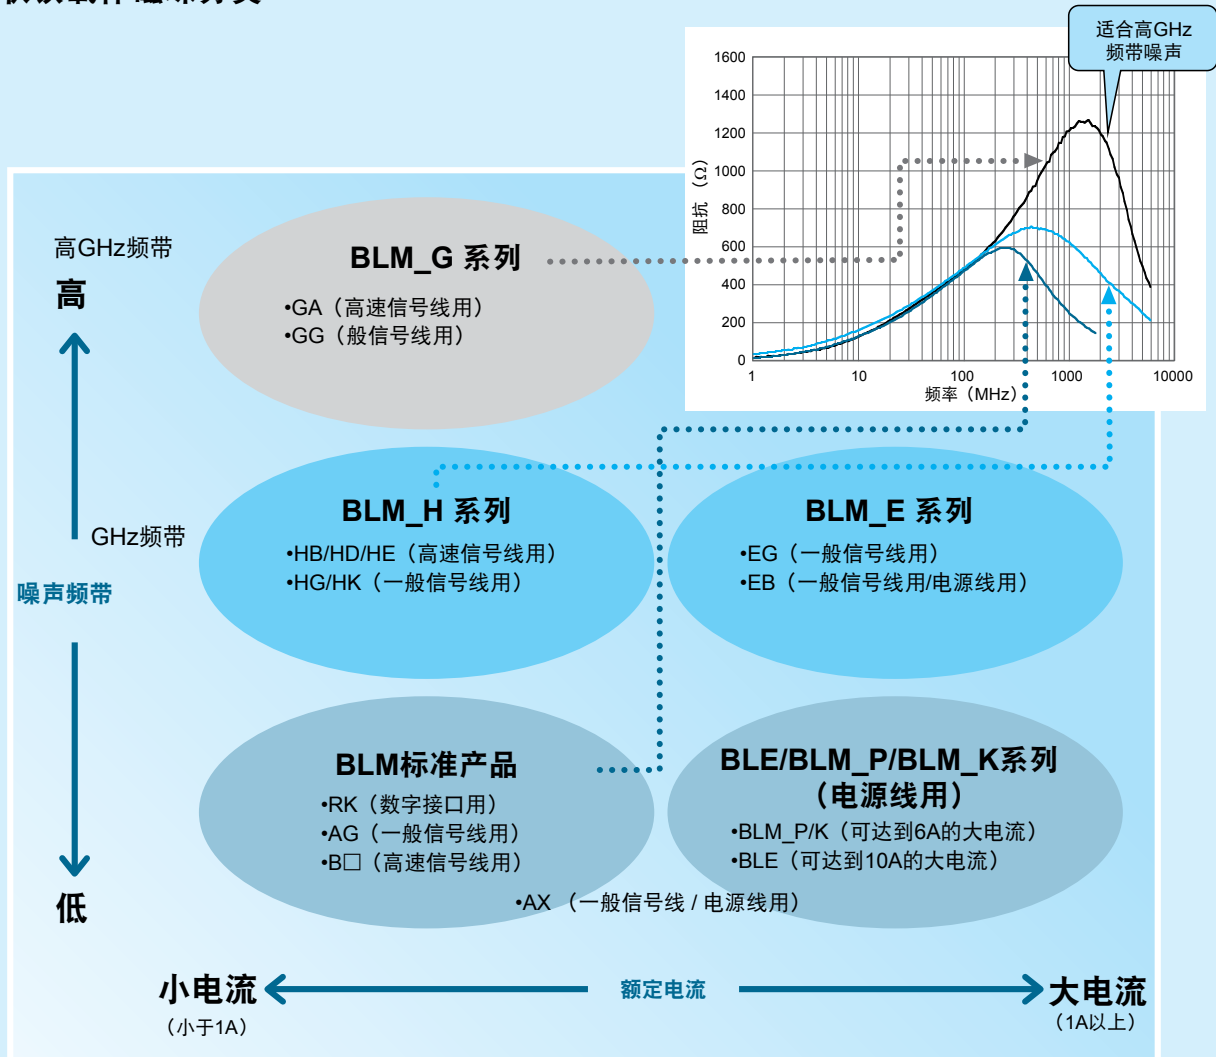 适合高GHz
频带噪声
1600
1400
1200
1000
800
600
400
200
0
阻抗 （Ω）
1
10
100
1000
10000
频率（MHz）
高GHz频带
高
GHz频带
噪声频带
低
BLM_G 系列
•GA（高速信号线用）
•GG（般信号线用）
BLM_H 系列
•HB/HD/HE（高速信号线用）
•HG/HK（一般信号线用）
BLM_E 系列
•EG（一般信号线用）
•EB（一般信号线用/电源线用）
BLM标准产品
•RK（数字接口用）
•AG（一般信号线用）
•B□（高速信号线用）
BLE/BLM_P/BLM_K系列
（电源线用）
•BLM_P/K（可达到6A的大电流）
•BLE（可达到10A的大电流）
•AX （一般信号线 / 电源线用）
小电流
（小于1A）
额定电流
大电流
（1A以上）